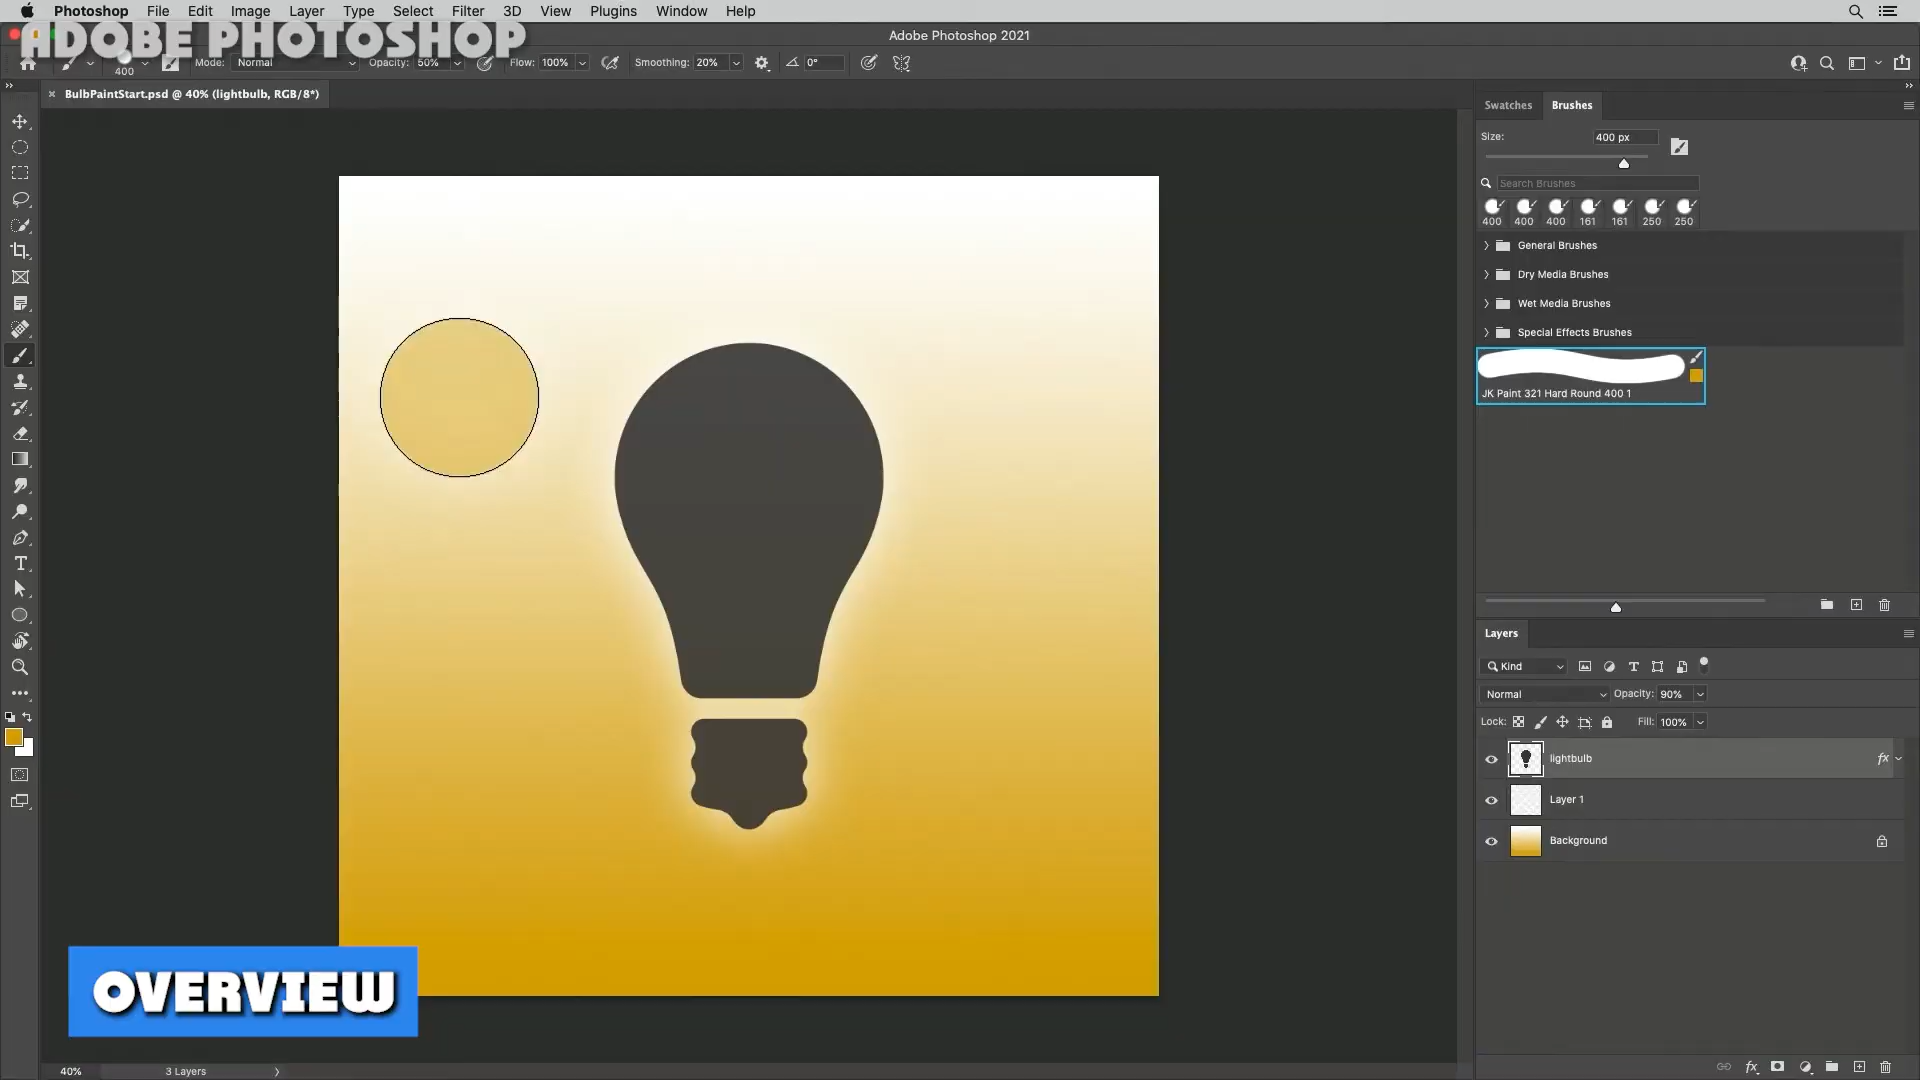 Photoshop File Edit Image Layer Type Select Filter 3D View Plugins Window Help
ADOBE PHOTOSHOP
Adobe Photoshop 2021
400 Mode: Normal Opacity: 50% Flow: 100% Smoothing: 20% 0°
BulbPaintStart.psd @ 40% (lightbulb, RGB/8*)
Swatches Brushes
Size: 400 px
Search Brushes
400 400 400 161 161 250 250
General Brushes
Dry Media Brushes
Wet Media Brushes
Special Effects Brushes
JK Paint 321 Hard Round 400 1
Layers
Kind
Normal Opacity: 90%
Lock: Fill: 100%
lightbulb fx
Layer 1
Background
OVERVIEW
40% 3 Layers
fx